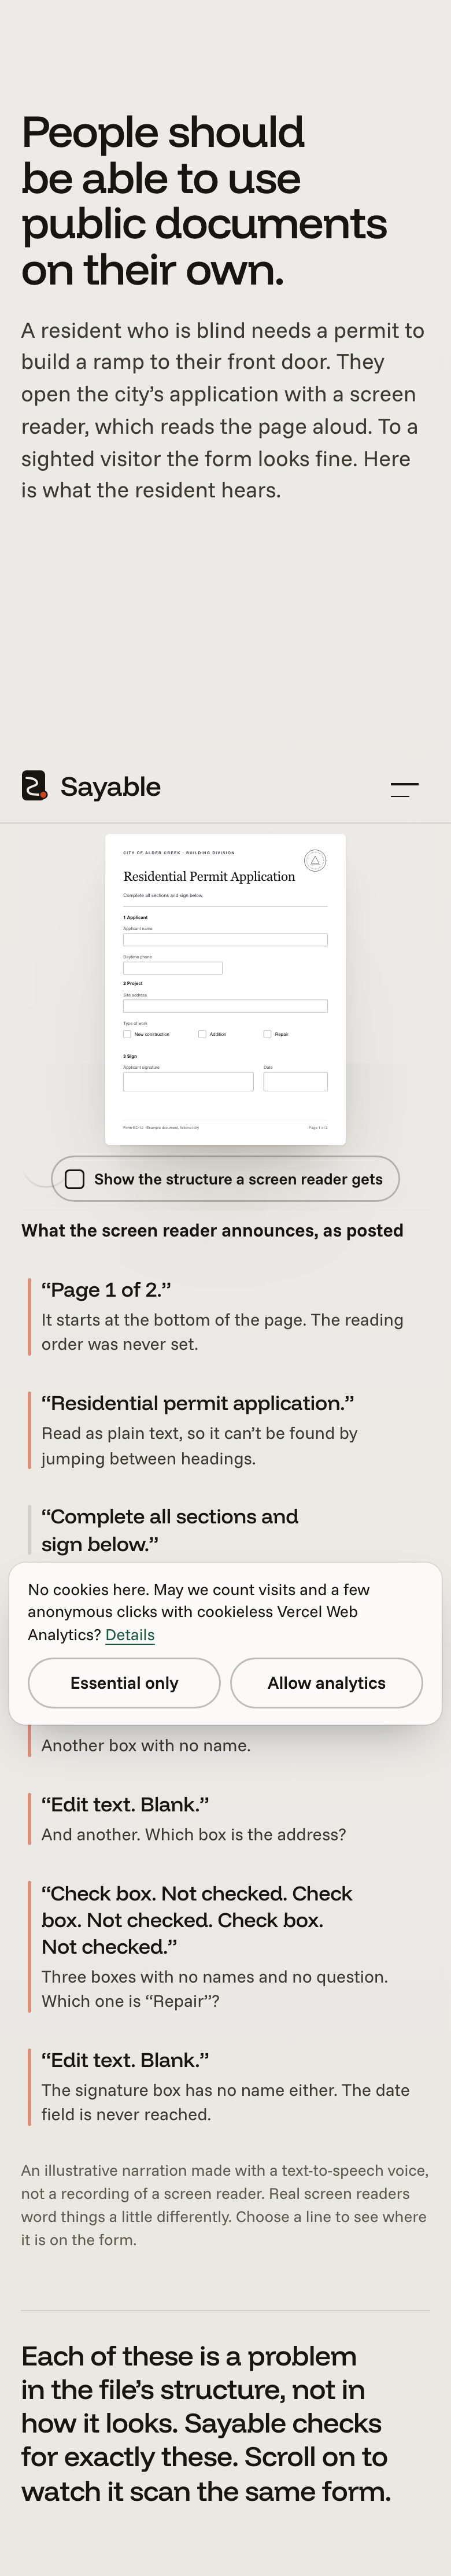 People should
be able to use
public documents
on their own.
A resident who is blind needs a permit to
build a ramp to their front door. They
open the city’s application with a screen
reader, which reads the page aloud. To a
sighted visitor the form looks fine. Here
is what the resident hears.
Sayable
CITY OF ALDER CREEK · BUILDING DIVISION
Residential Permit Application
Complete all sections and sign below.
1 Applicant
Applicant name
Daytime phone
2 Project
Site address
Type of work
New construction
Addition
Repair
3 Sign
Applicant signature
Date
Page 1 of 2
Show the structure a screen reader gets
What the screen reader announces, as posted
“Page 1 of 2.”
It starts at the bottom of the page. The reading
order was never set.
“Residential permit application.”
Read as plain text, so it can’t be found by
jumping between headings.
“Complete all sections and
sign below.”
No cookies here. May we count visits and a few
anonymous clicks with cookieless Vercel Web
Analytics? Details
Essential only
Allow analytics
Another box with no name.
“Edit text. Blank.”
And another. Which box is the address?
“Check box. Not checked. Check
box. Not checked. Check box.
Not checked.”
Three boxes with no names and no question.
Which one is “Repair”?
“Edit text. Blank.”
The signature box has no name either. The date
field is never reached.
An illustrative narration made with a text-to-speech voice,
not a recording of a screen reader. Real screen readers
word things a little differently. Choose a line to see where
it is on the form.
Each of these is a problem
in the file’s structure, not in
how it looks. Sayable checks
for exactly these. Scroll on to
watch it scan the same form.